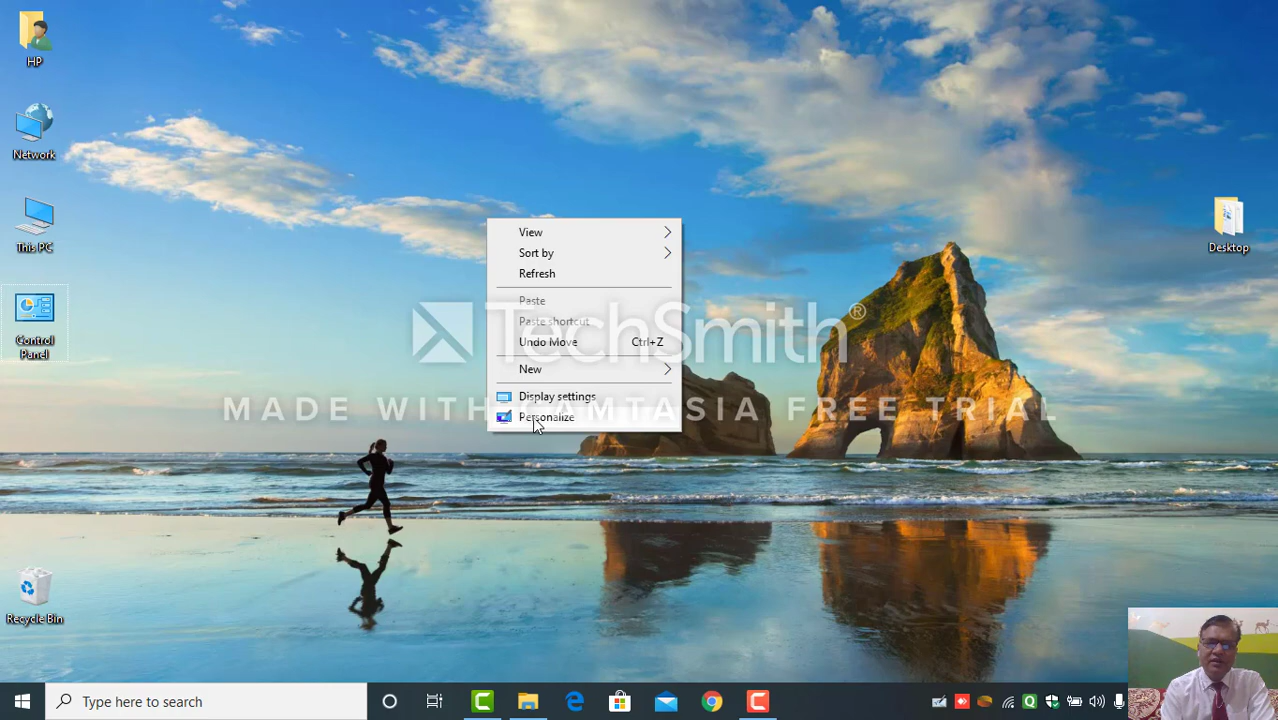 HP
Network
This PC
Control
Panel
Recycle Bin
Desktop
View
Sort by
Refresh
Paste
Paste shortcut
Undo Move Ctrl+Z
New
Display settings
Personalize
TechSmith®
MADE WITH CAMTASIA FREE TRIAL
Type here to search